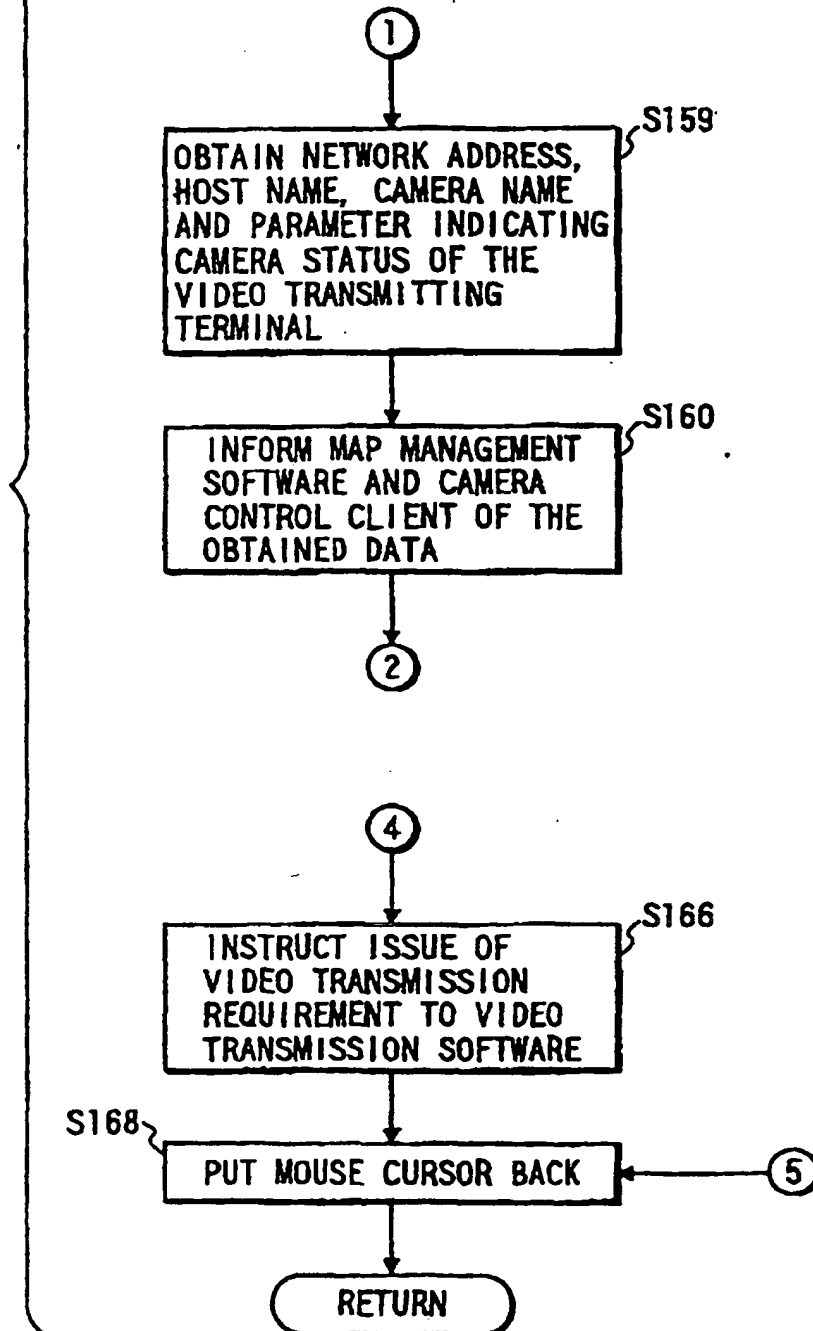 1
S159
OBTAIN NETWORK ADDRESS,
HOST NAME, CAMERA NAME
AND PARAMETER INDICATING
CAMERA STATUS OF THE
VIDEO TRANSMITTING
TERMINAL
S160
INFORM MAP MANAGEMENT
SOFTWARE AND CAMERA
CONTROL CLIENT OF THE
OBTAINED DATA
2
4
S166
INSTRUCT ISSUE OF
VIDEO TRANSMISSION
REQUIREMENT TO VIDEO
TRANSMISSION SOFTWARE
S168
PUT MOUSE CURSOR BACK
5
RETURN